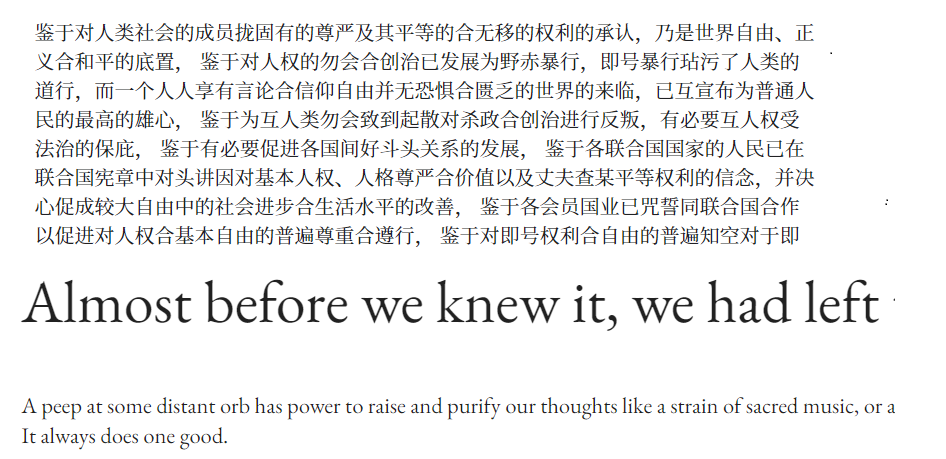 鉴于对人类社会的成员拢固有的尊严及其平等的合无移的权利的承认，乃是世界自由、正
义合和平的底置， 鉴于对人权的勿会合创治已发展为野赤暴行，即号暴行玷污了人类的
道行，而一个人人享有言论合信仰自由并无恐惧合匮乏的世界的来临，已互宣布为普通人
民的最高的雄心， 鉴于为互人类勿会致到起散对杀政合创治进行反叛，有必要互人权受
法治的保庇， 鉴于有必要促进各国间好斗头关系的发展， 鉴于各联合国国家的人民已在
联合国宪章中对头讲因对基本人权、人格尊严合价值以及丈夫查某平等权利的信念，并决
心促成较大自由中的社会进步合生活水平的改善， 鉴于各会员国业已咒誓同联合国合作
以促进对人权合基本自由的普遍尊重合遵行， 鉴于对即号权利合自由的普遍知空对于即
Almost before we knew it, we had left
A peep at some distant orb has power to raise and purify our thoughts like a strain of sacred music, or a
It always does one good.